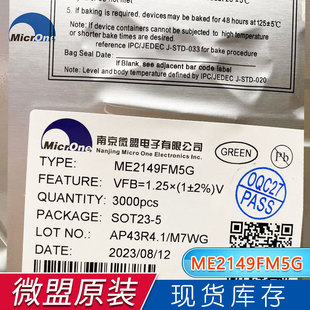 5. If baking is required, devices may be baked for 48 hours at 125±5℃
Note: If device containers cannot be subjected to high temperature
or shorter bake times are desired,
reference IPC/JEDEC J-STD-033 for bake procedure
Bag Seal Date:
If Blank, see adjacent bar code label
Note: Level and body temperature defined by IPC/JEDEC J-STD-020
MicrOne
MicrOne
南京微盟电子有限公司
Nanjing Micro One Electronics Inc.
GREEN
Pb
TYPE: ME2149FM5G
FEATURE: VFB=1.25×(1±2%)V
QUANTITY: 3000pcs
PACKAGE: SOT23-5
LOT NO.: AP43R4.1/M7WG
DATE: 2023/08/12
OQC27
PASS
ME2149FM5G
微盟原装
现货库存